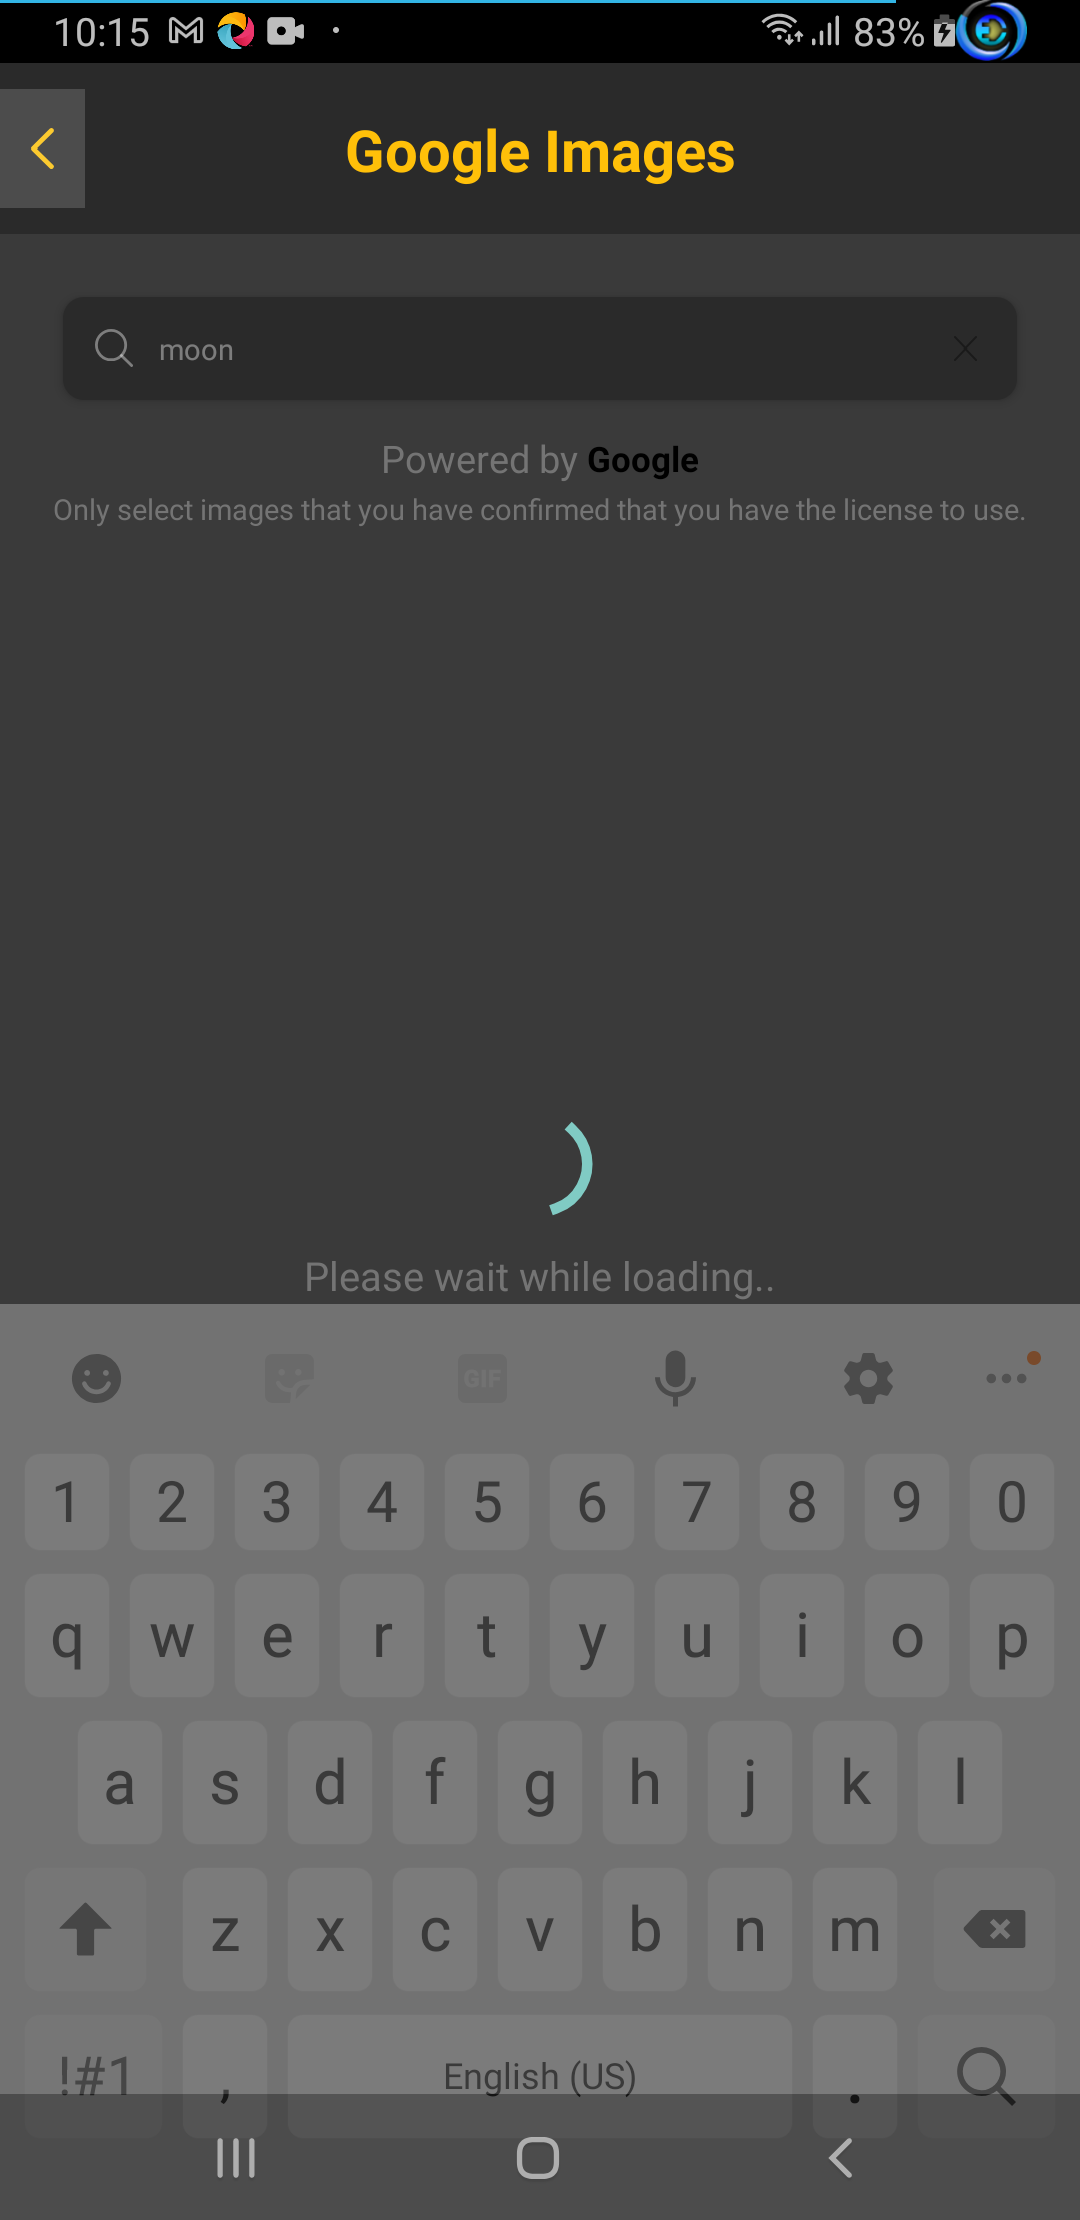 10:15
83%
Google Images
moon
Powered by Google
Only select images that you have confirmed that you have the license to use.
Please wait while loading..
GIF
1 2 3 4 5 6 7 8 9 0
q w e r t y u i o p
a s d f g h j k l
z x c v b n m
!#1 , English (US) .